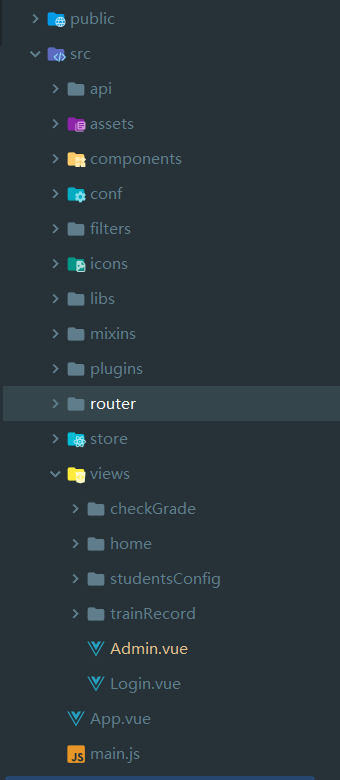 public
src
api
assets
components
conf
filters
icons
libs
mixins
plugins
router
store
views
checkGrade
home
studentsConfig
trainRecord
Admin.vue
Login.vue
App.vue
JS main.js